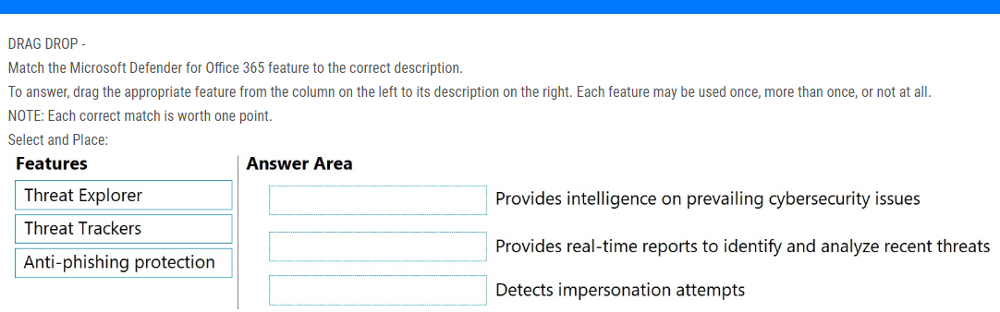 DRAG DROP -
Match the Microsoft Defender for Office 365 feature to the correct description.
To answer, drag the appropriate feature from the column on the left to its description on the right. Each feature may be used once, more than once, or not at all.
NOTE: Each correct match is worth one point.
Select and Place:
Features
Threat Explorer
Threat Trackers
Anti-phishing protection
Answer Area
Provides intelligence on prevailing cybersecurity issues
Provides real-time reports to identify and analyze recent threats
Detects impersonation attempts